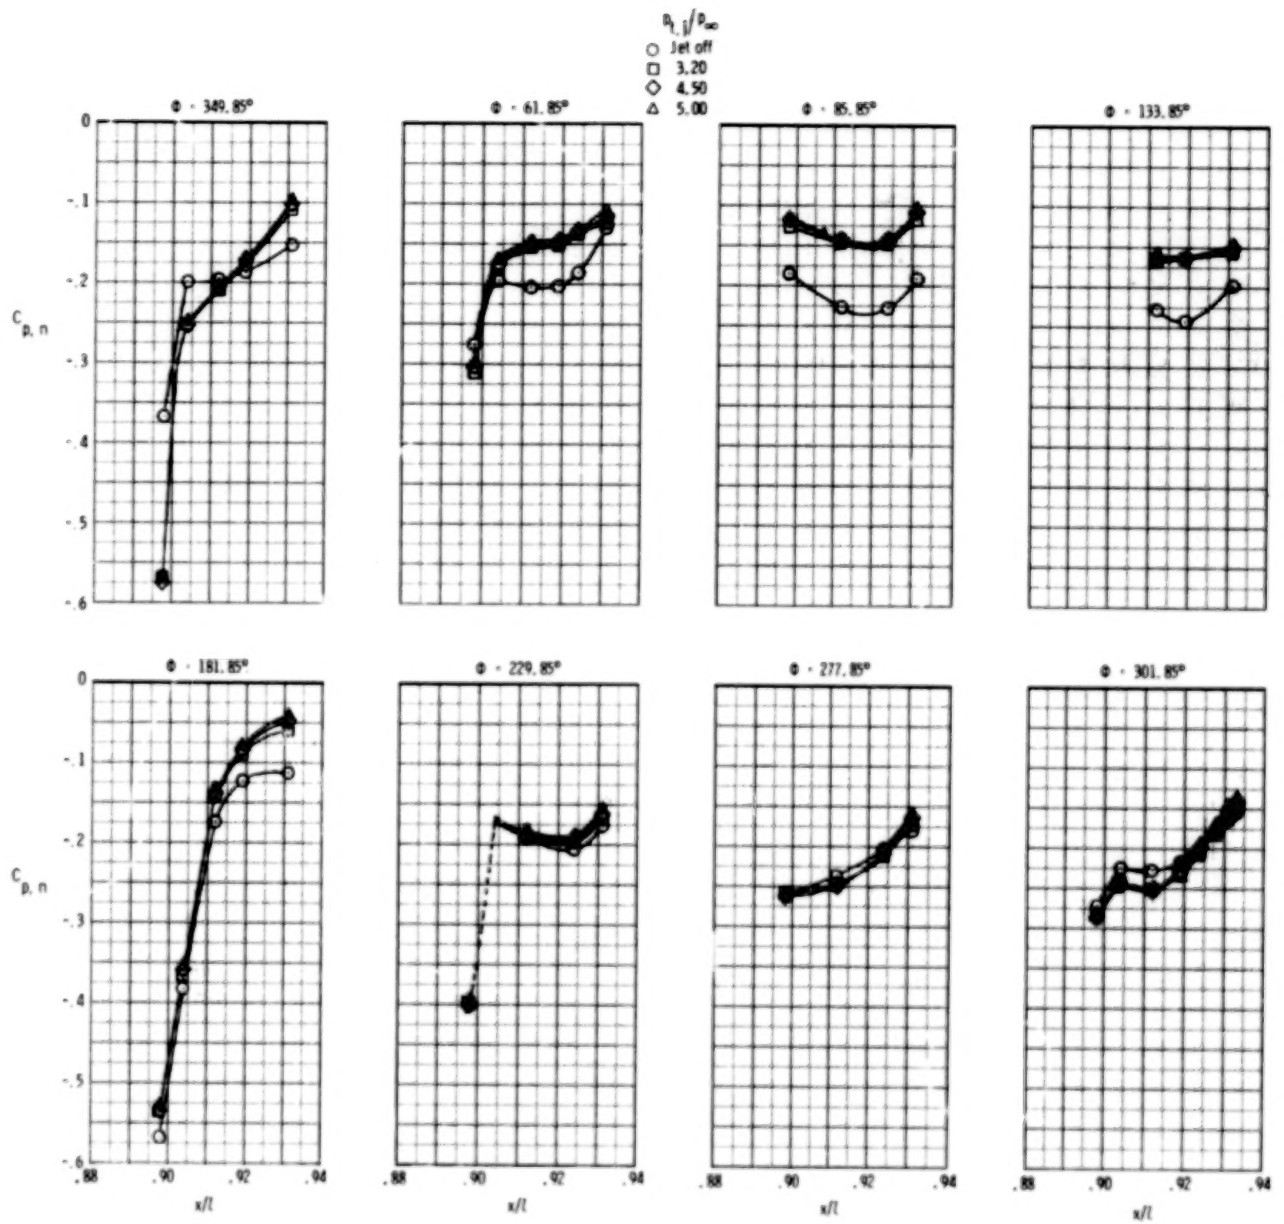 p_{t, j}/p_∞
○ Jet off
□ 3.20
◇ 4.50
△ 5.00
Φ - 349.85°
Φ - 61.85°
Φ - 85.85°
Φ - 133.85°
0
-.1
-.2
C_{p, n}
-.3
-.4
-.5
-.6
Φ - 181.85°
Φ - 229.85°
Φ - 277.85°
Φ - 301.85°
0
-.1
-.2
C_{p, n}
-.3
-.4
-.5
-.6
.88 .90 .92 .94
.88 .90 .92 .94
.88 .90 .92 .94
.88 .90 .92 .94
x/l
x/l
x/l
x/l